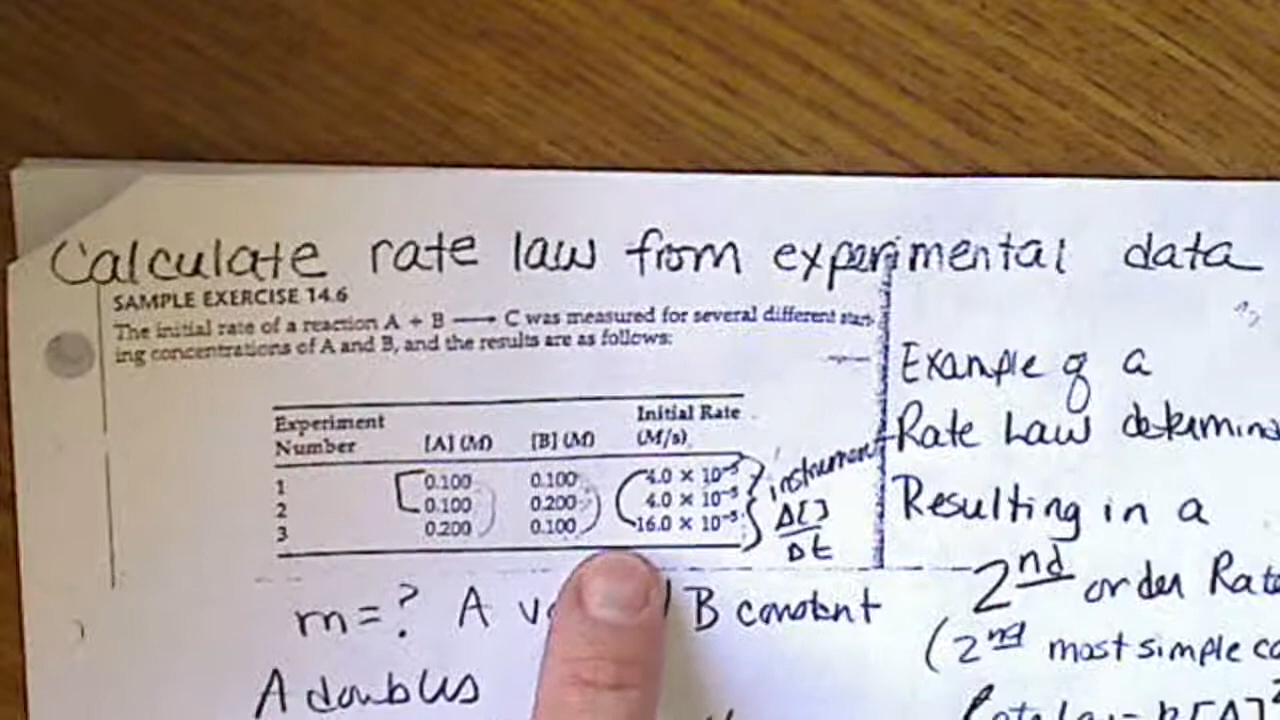 Calculate rate law from experimental data
SAMPLE EXERCISE 14.6
The initial rate of a reaction A + B → C was measured for several different start-
ing concentrations of A and B, and the results are as follows:
Experiment Number [A] (M) [B] (M) Initial Rate (M/s)
1 0.100 0.100 4.0 × 10⁻⁵
2 0.100 0.200 4.0 × 10⁻⁵
3 0.200 0.100 16.0 × 10⁻⁵
instrument
Δ[]
Δt
m=? A B constant
A doubles
Example of a
Rate Law
Resulting in a
2nd order
(2nd most simple